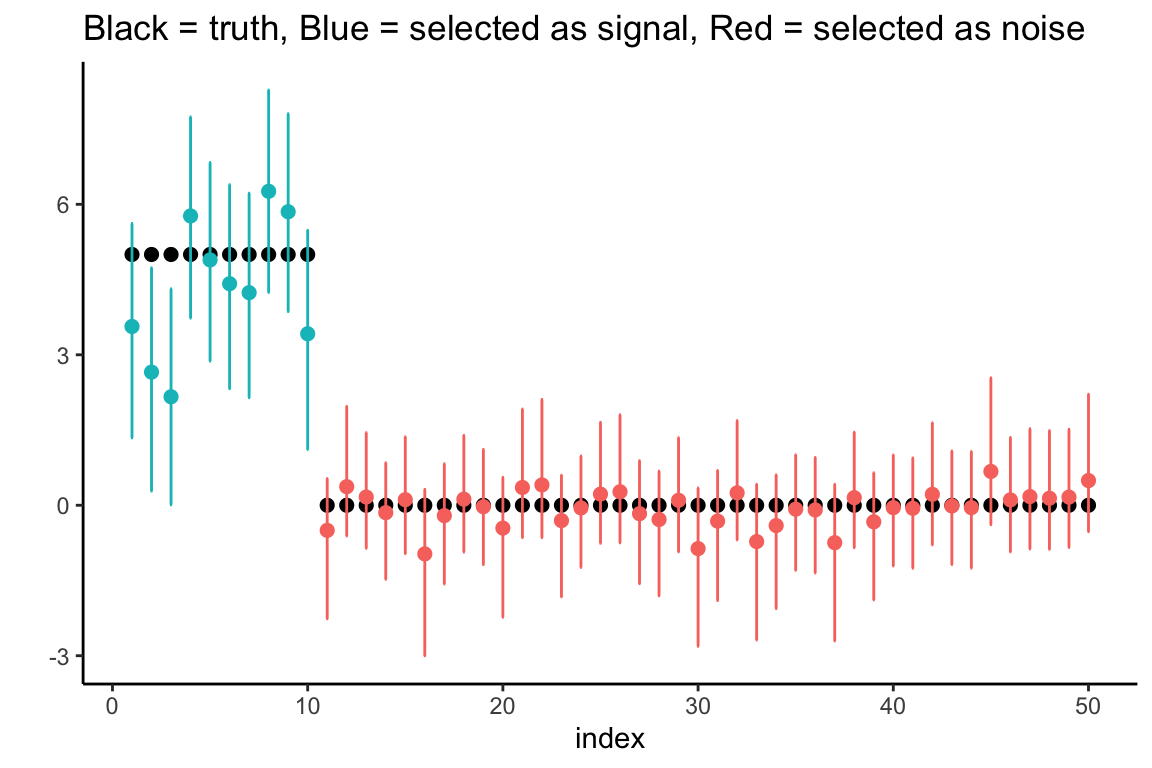 Black = truth, Blue = selected as signal, Red = selected as noise
6
3
0
-3
0 10 20 30 40 50
index